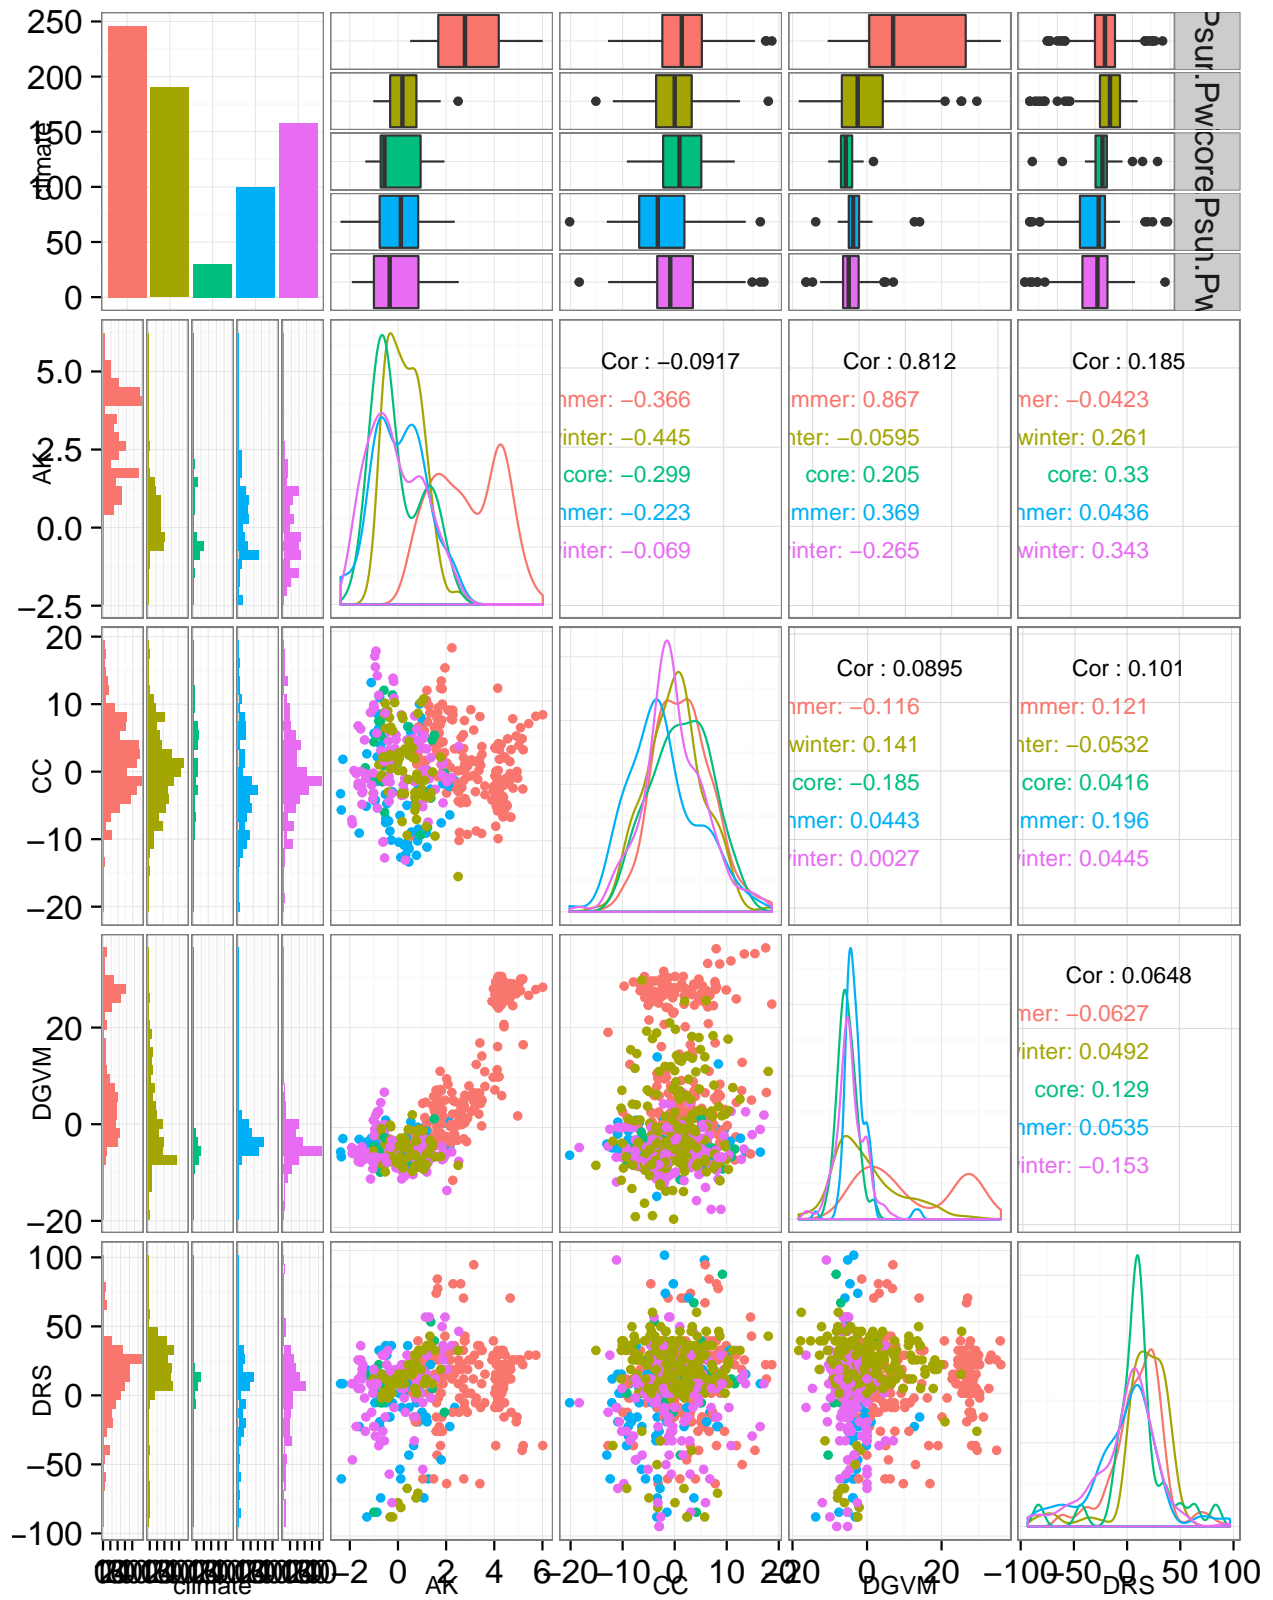 250
200
150
100
50
0
climate
5.0
2.5
0.0
−2.5
AK
Cor : −0.0917
mmer: −0.366
inter: −0.445
core: −0.299
mmer: −0.223
inter: −0.069
Cor : 0.812
mmer: 0.867
nter: −0.0595
core: 0.205
mmer: 0.369
inter: −0.265
Cor : 0.185
mer: −0.0423
winter: 0.261
core: 0.33
mmer: 0.0436
winter: 0.343
20
10
0
−10
−20
CC
Cor : 0.0895
mmer: −0.116
winter: 0.141
core: −0.185
mmer: 0.0443
inter: 0.0027
Cor : 0.101
mmer: 0.121
nter: −0.0532
core: 0.0416
mmer: 0.196
inter: 0.0445
20
0
−20
DGVM
Cor : 0.0648
mer: −0.0627
inter: 0.0492
core: 0.129
mmer: 0.0535
inter: −0.153
100
50
0
−50
−100
DRS
climate
−2 0 2 4 6
AK
−20 −10 0 10 20
CC
−20 0 20
DGVM
−100 −50 0 50 100
DRS